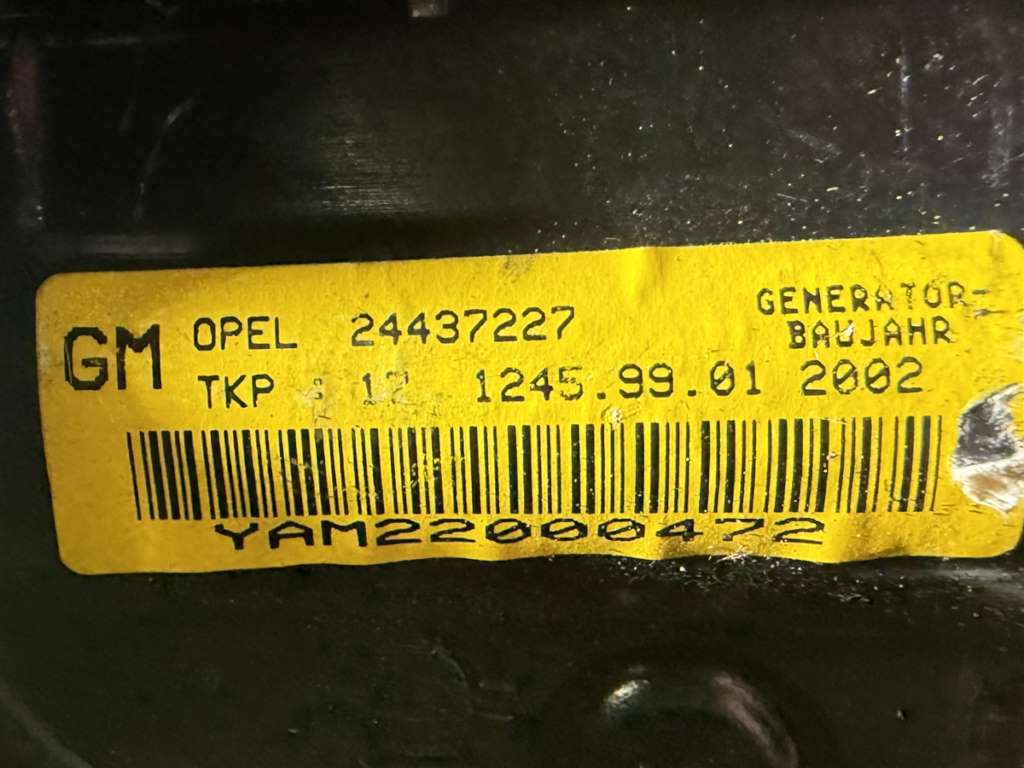 GM OPEL 24437227 GENERATOR-
BAUJAHR
TKP : 12 1245.99.01 2002
YAM22000472